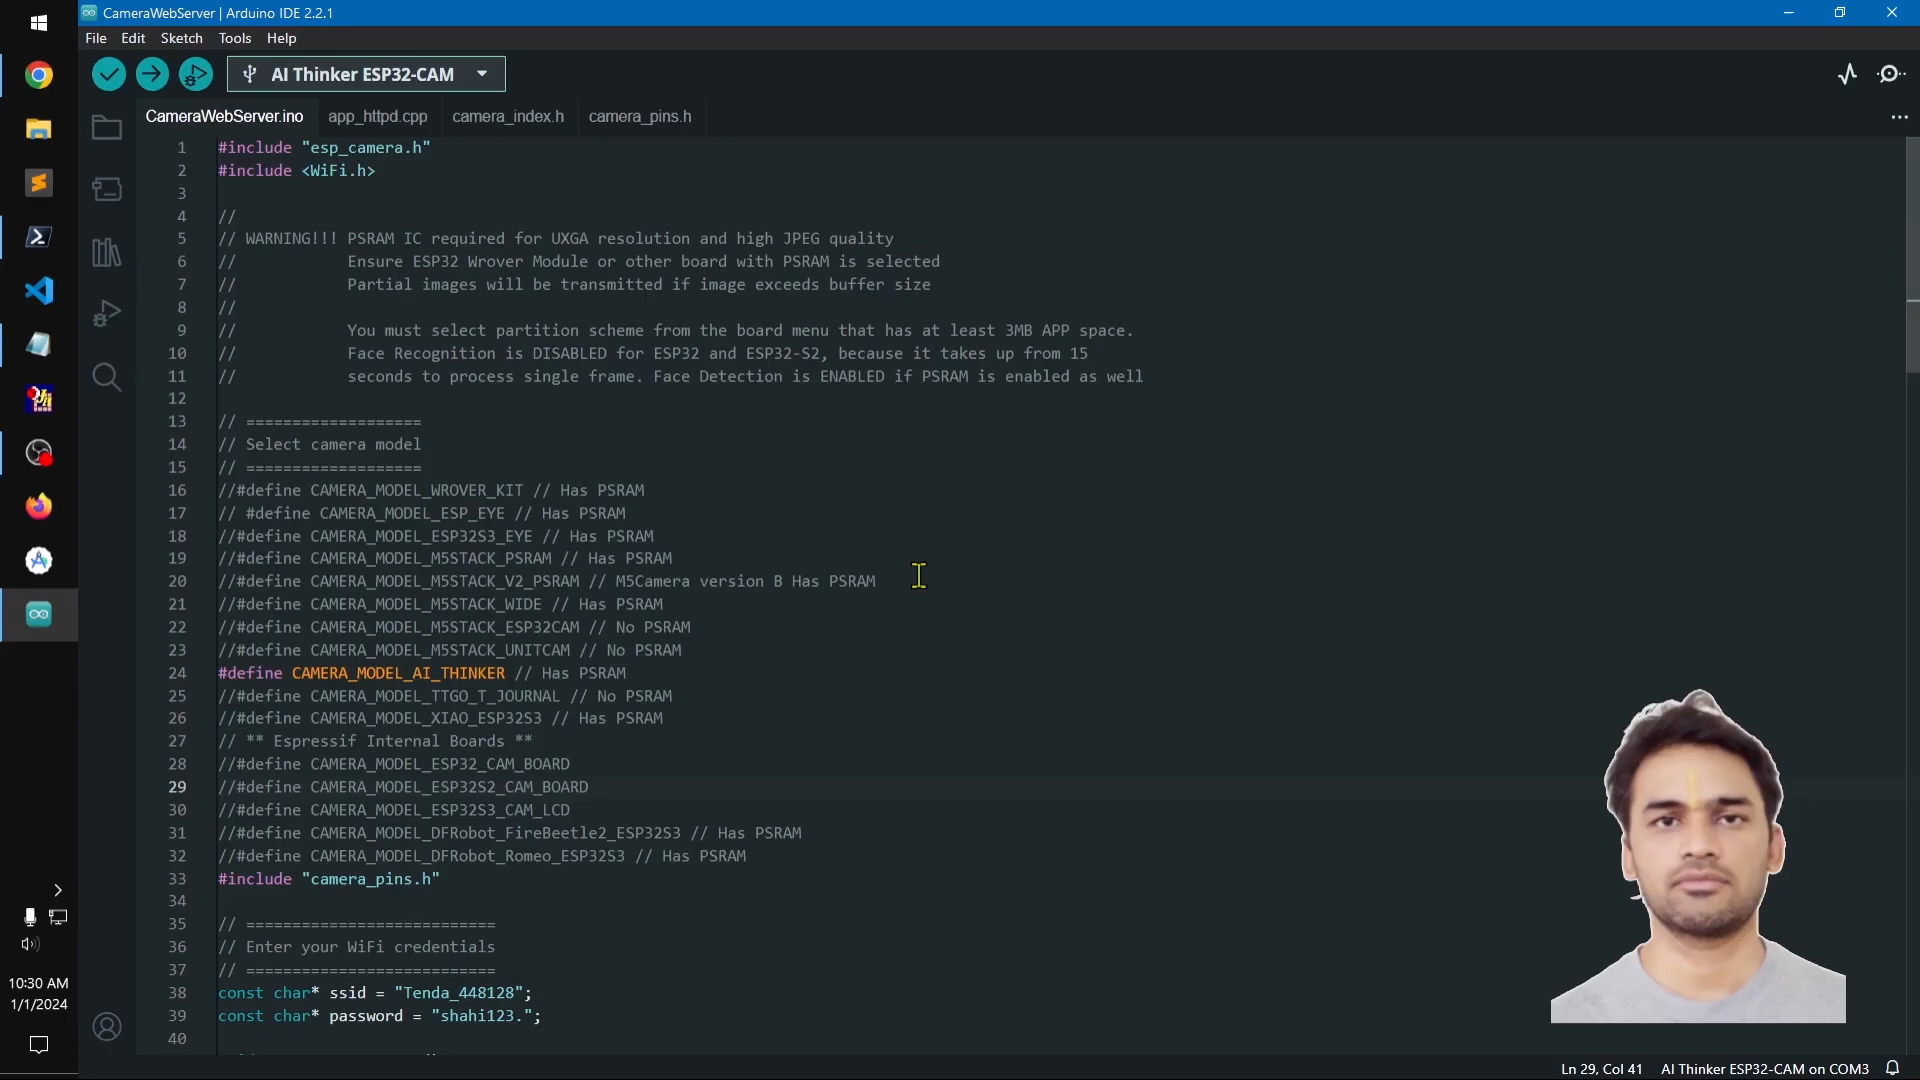 CameraWebServer | Arduino IDE 2.2.1
File Edit Sketch Tools Help
AI Thinker ESP32-CAM
CameraWebServer.ino app_httpd.cpp camera_index.h camera_pins.h
1 #include "esp_camera.h"
2 #include <WiFi.h>
3
4 //
5 // WARNING!!! PSRAM IC required for UXGA resolution and high JPEG quality
6 // Ensure ESP32 Wrover Module or other board with PSRAM is selected
7 // Partial images will be transmitted if image exceeds buffer size
8 //
9 // You must select partition scheme from the board menu that has at least 3MB APP space.
10 // Face Recognition is DISABLED for ESP32 and ESP32-S2, because it takes up from 15
11 // seconds to process single frame. Face Detection is ENABLED if PSRAM is enabled as well
12
13 // ===================
14 // Select camera model
15 // ===================
16 //#define CAMERA_MODEL_WROVER_KIT // Has PSRAM
17 // #define CAMERA_MODEL_ESP_EYE // Has PSRAM
18 //#define CAMERA_MODEL_ESP32S3_EYE // Has PSRAM
19 //#define CAMERA_MODEL_M5STACK_PSRAM // Has PSRAM
20 //#define CAMERA_MODEL_M5STACK_V2_PSRAM // M5Camera version B Has PSRAM
21 //#define CAMERA_MODEL_M5STACK_WIDE // Has PSRAM
22 //#define CAMERA_MODEL_M5STACK_ESP32CAM // No PSRAM
23 //#define CAMERA_MODEL_M5STACK_UNITCAM // No PSRAM
24 #define CAMERA_MODEL_AI_THINKER // Has PSRAM
25 //#define CAMERA_MODEL_TTGO_T_JOURNAL // No PSRAM
26 //#define CAMERA_MODEL_XIAO_ESP32S3 // Has PSRAM
27 // ** Espressif Internal Boards **
28 //#define CAMERA_MODEL_ESP32_CAM_BOARD
29 //#define CAMERA_MODEL_ESP32S2_CAM_BOARD
30 //#define CAMERA_MODEL_ESP32S3_CAM_LCD
31 //#define CAMERA_MODEL_DFRobot_FireBeetle2_ESP32S3 // Has PSRAM
32 //#define CAMERA_MODEL_DFRobot_Romeo_ESP32S3 // Has PSRAM
33 #include "camera_pins.h"
34
35 // ===========================
36 // Enter your WiFi credentials
37 // ===========================
38 const char* ssid = "Tenda_448128";
39 const char* password = "shahi123.";
40
10:30 AM
1/1/2024
Ln 29, Col 41 AI Thinker ESP32-CAM on COM3